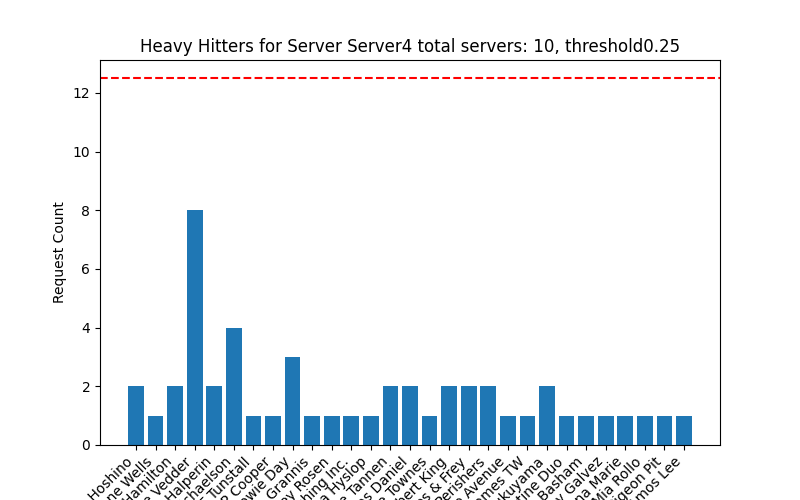 Heavy Hitters for Server Server4 total servers: 10, threshold0.25
Request Count
12
10
8
6
4
2
0
Hoshino
Wells
Hamilton
Vedder
Halperin
Tunstall
Cooper
Day
Grannis
Rosen
Inc.
Hyslop
Tannen
Daniel
Townes
King
& Frey
Perishers
Avenue
TW
Duo
Basham
Galvez
Marie
Mia Rollo
Pit
Lee